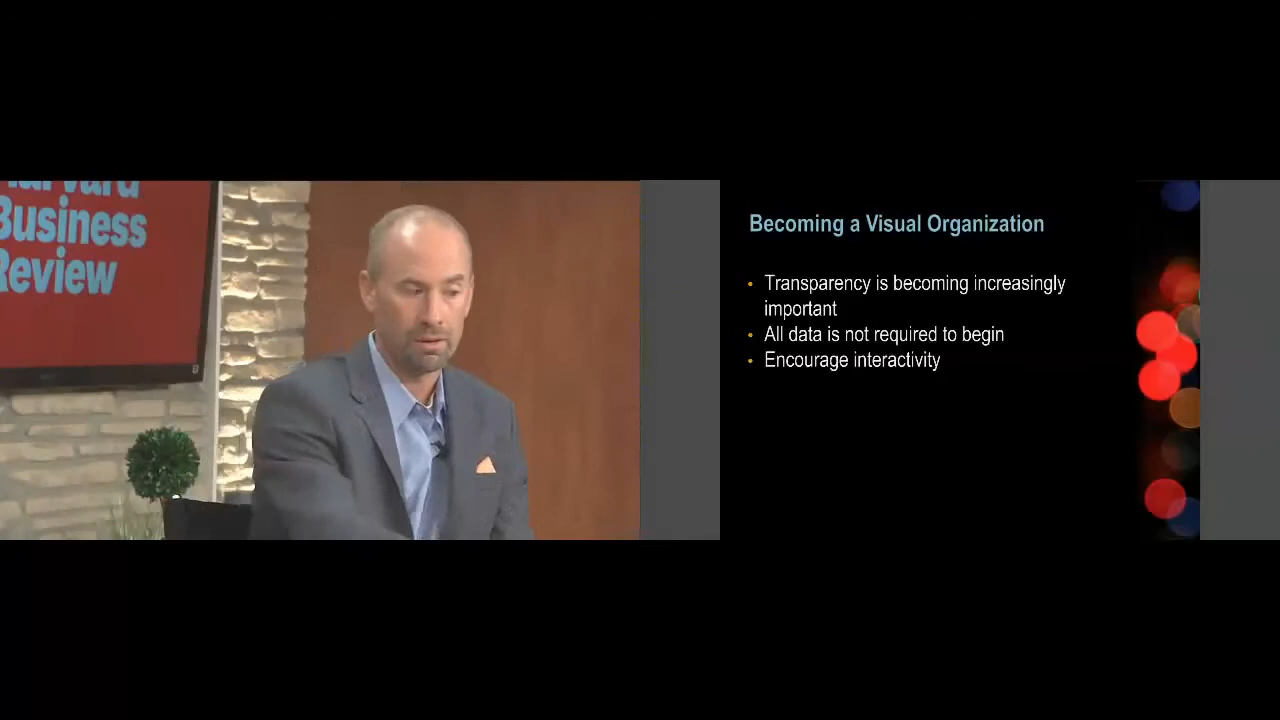 Harvard
Business
Review
Becoming a Visual Organization
• Transparency is becoming increasingly
important
• All data is not required to begin
• Encourage interactivity